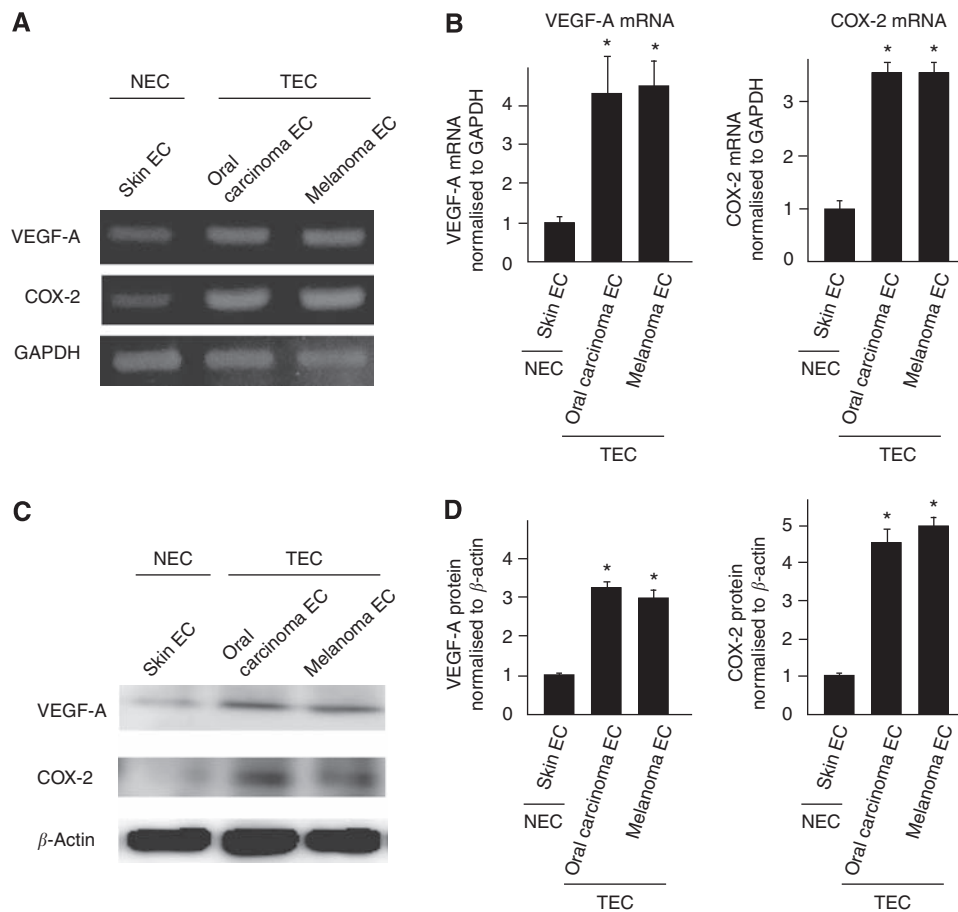 A
NEC
TEC
Skin EC
Oral
carcinoma EC
Melanoma EC
VEGF-A
COX-2
GAPDH
B
VEGF-A mRNA
VEGF-A mRNA
normalised to GAPDH
4
2
1
0
*
*
Skin EC
Oral carcinoma EC
Melanoma EC
NEC
TEC
COX-2 mRNA
COX-2 mRNA
normalised to GAPDH
3
2
1
0
*
*
Skin EC
Oral carcinoma EC
Melanoma EC
NEC
TEC
C
NEC
TEC
Skin EC
Oral
carcinoma EC
Melanoma EC
VEGF-A
COX-2
β-Actin
D
VEGF-A protein
normalised to β-actin
4
3
2
1
0
*
*
Skin EC
Oral carcinoma EC
Melanoma EC
NEC
TEC
COX-2 protein
normalised to β-actin
5
4
3
2
1
0
*
*
Skin EC
Oral carcinoma EC
Melanoma EC
NEC
TEC